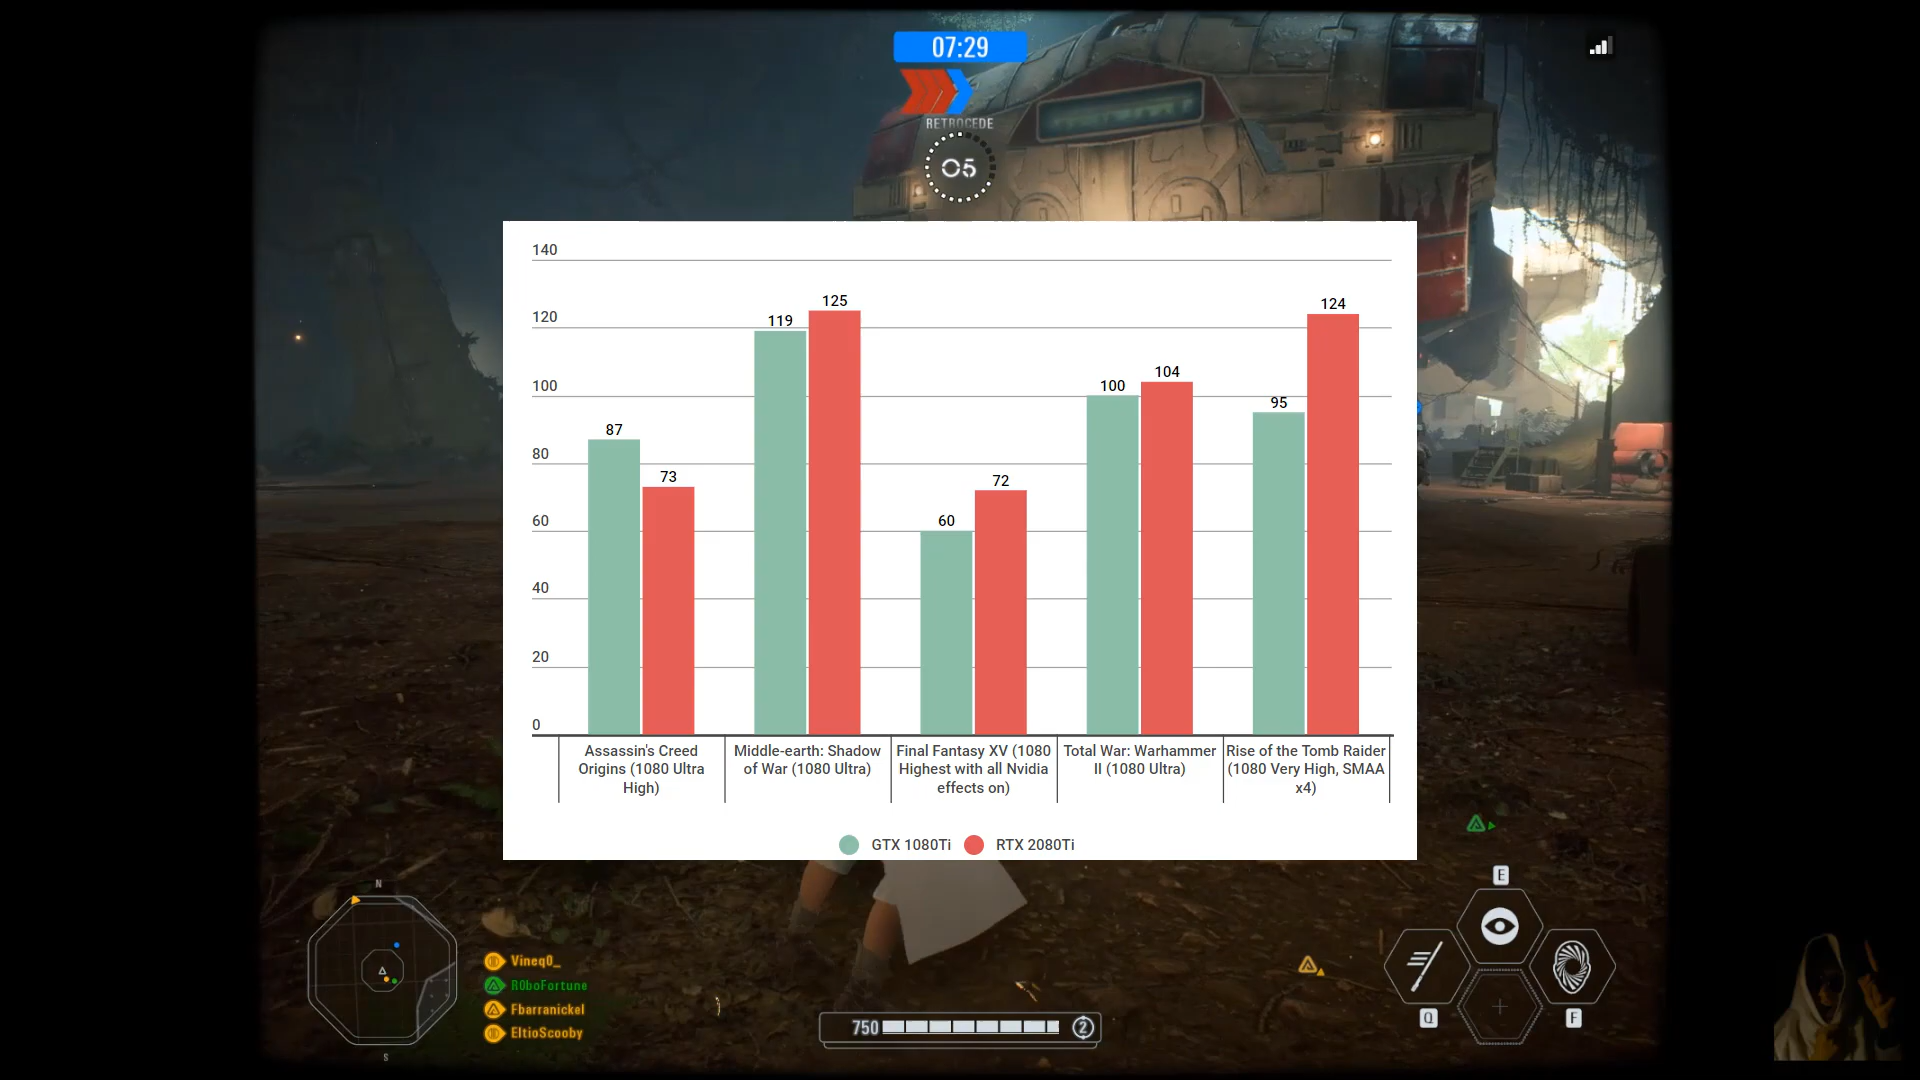 07:29
RETROCEDE
05
140
120
100
80
60
40
20
0
87
73
119
125
60
72
100
104
95
124
Assassin's Creed
Origins (1080 Ultra
High)
Middle-earth: Shadow
of War (1080 Ultra)
Final Fantasy XV (1080
Highest with all Nvidia
effects on)
Total War: Warhammer
II (1080 Ultra)
Rise of the Tomb Raider
(1080 Very High, SMAA
x4)
GTX 1080Ti
RTX 2080Ti
N
S
Vineq0_
R0boFortune
Fbarranickel
EltioScooby
750
2
E
Q
F